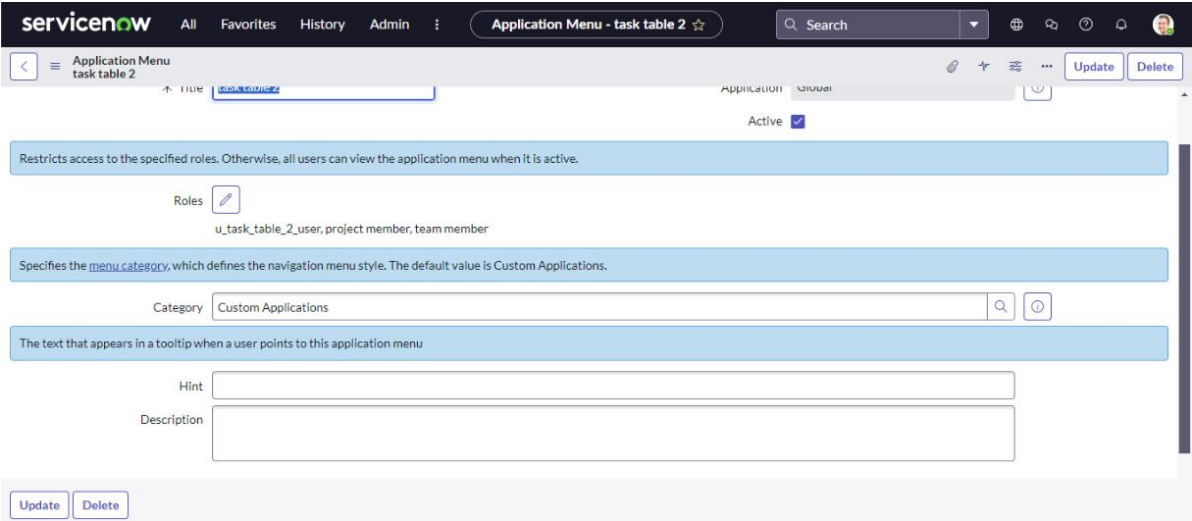 servicenow All Favorites History Admin Application Menu - task table 2 Search
Application Menu
task table 2
Update Delete
Title task table 2 Application Global
Active
Restricts access to the specified roles. Otherwise, all users can view the application menu when it is active.
Roles
u_task_table_2_user, project member, team member
Specifies the menu category, which defines the navigation menu style. The default value is Custom Applications.
Category Custom Applications
The text that appears in a tooltip when a user points to this application menu
Hint
Description
Update Delete